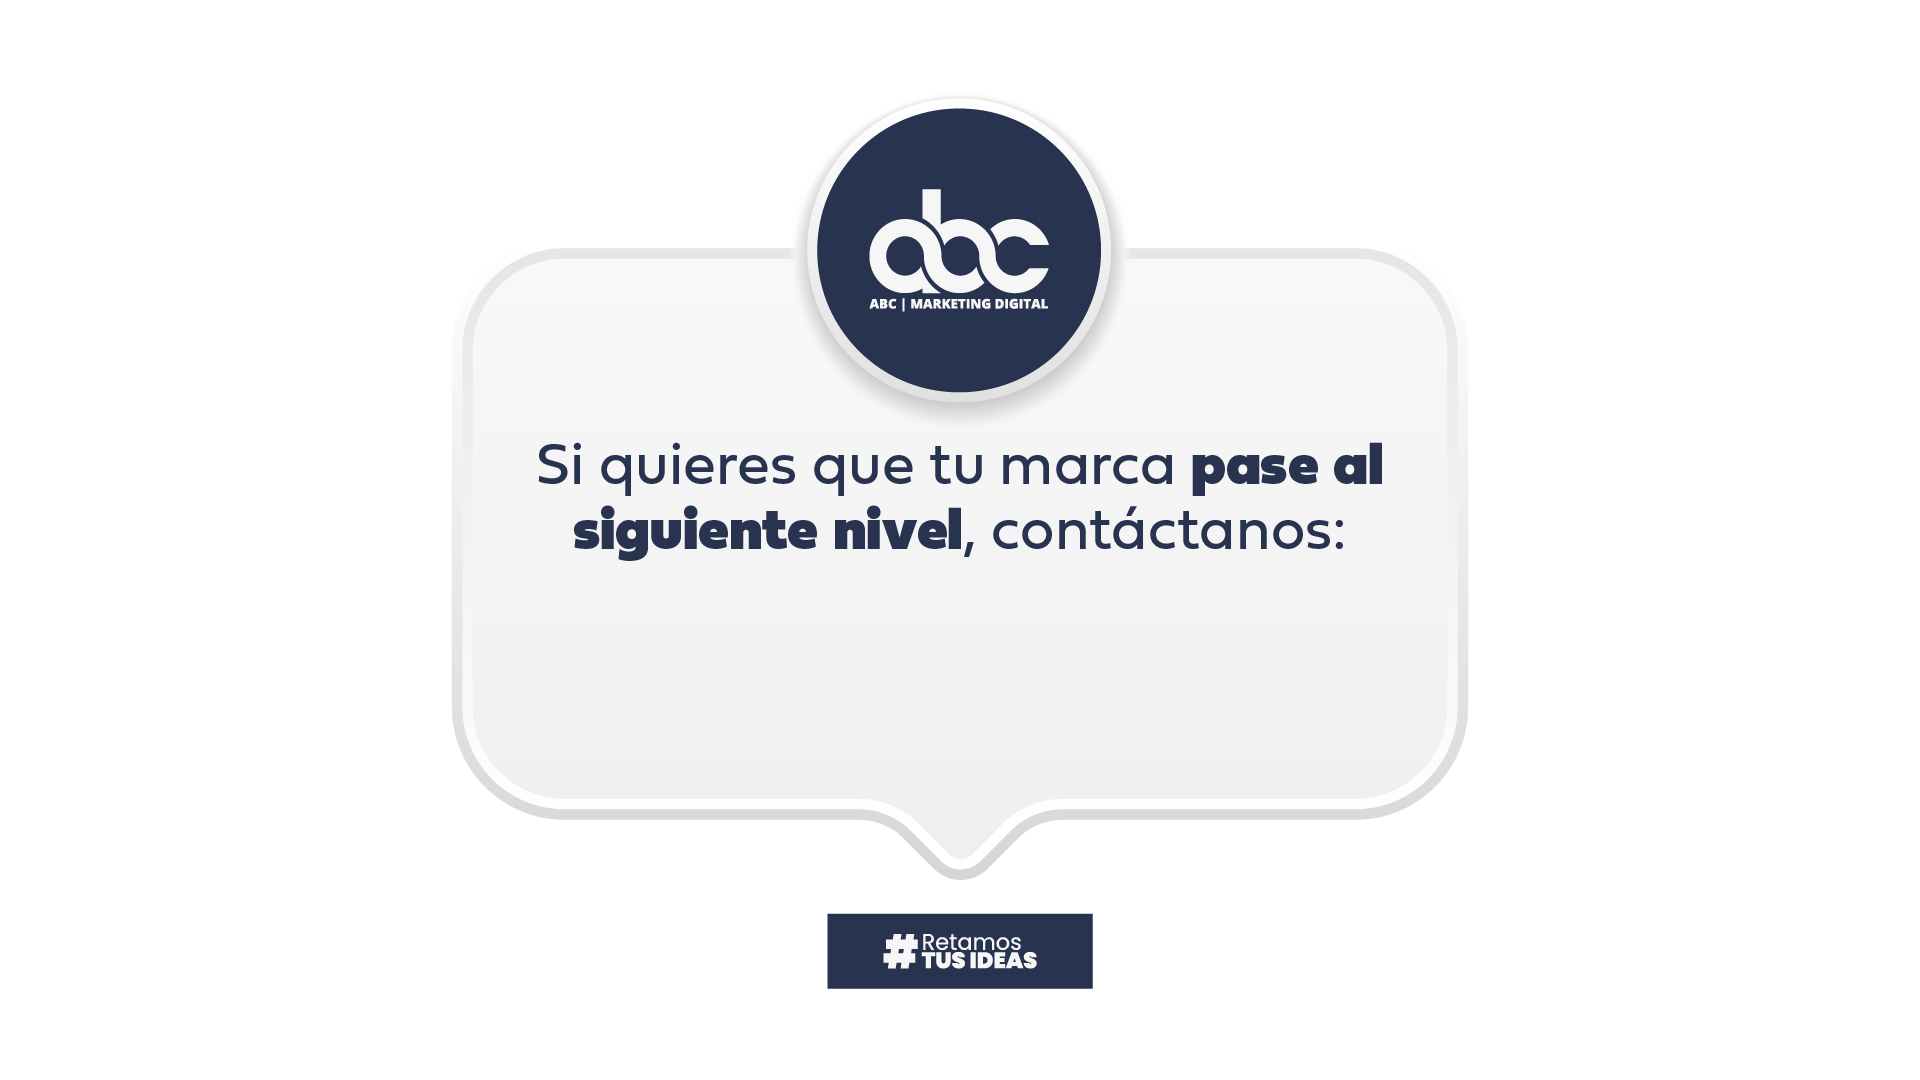 abc
ABC | MARKETING DIGITAL
Si quieres que tu marca pase al
siguiente nivel, contáctanos:
# Retamos
TUS IDEAS